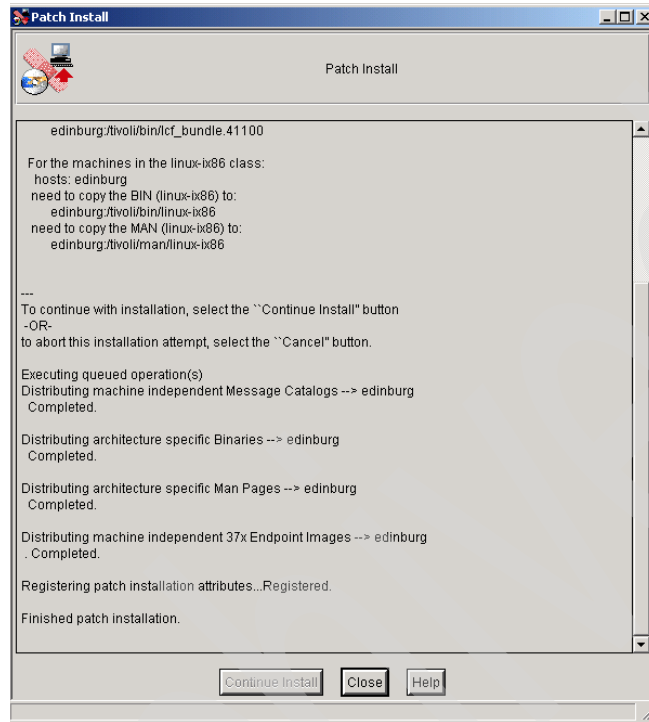 Patch Install
Patch Install
edinburg:/tivoli/bin/lcf_bundle.41100
For the machines in the linux-ix86 class:
hosts: edinburg
need to copy the BIN (linux-ix86) to:
edinburg:/tivoli/bin/linux-ix86
need to copy the MAN (linux-ix86) to:
edinburg:/tivoli/man/linux-ix86
---
To continue with installation, select the ``Continue Install'' button
-OR-
to abort this installation attempt, select the ``Cancel'' button.
Executing queued operation(s)
Distributing machine independent Message Catalogs --> edinburg
Completed.
Distributing architecture specific Binaries --> edinburg
Completed.
Distributing architecture specific Man Pages --> edinburg
Completed.
Distributing machine independent 37x Endpoint Images --> edinburg
. Completed.
Registering patch installation attributes...Registered.
Finished patch installation.
Continue Install Close Help